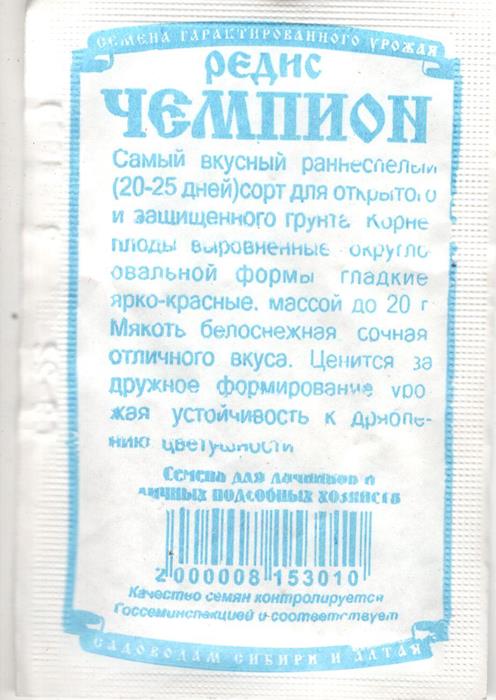 СЕМЕНА ГАРАКТИРОВАННОГО УРОЖАЯ
РЕДИС
ЧЕМПИОН
Самый вкусный раннеспелый
(20-25 дней)сорт для открытого
и защищенного грунта. Корне
плоды выровненные округло
овальной формы гладкие
ярко-красные. массой до 20 г
Мякоть белоснежная сочная
отличного вкуса. Ценится за
дружное формирование уро
жая устойчивость к дрябле-
нию цветушности
Семена для дачников и
личных подсобных хозяйств
2 000008 153010
Качество семян контролируется
Госсеминспекцией и соответствует
САДОВОДАМ СИБИРИ И АЛТАЯ